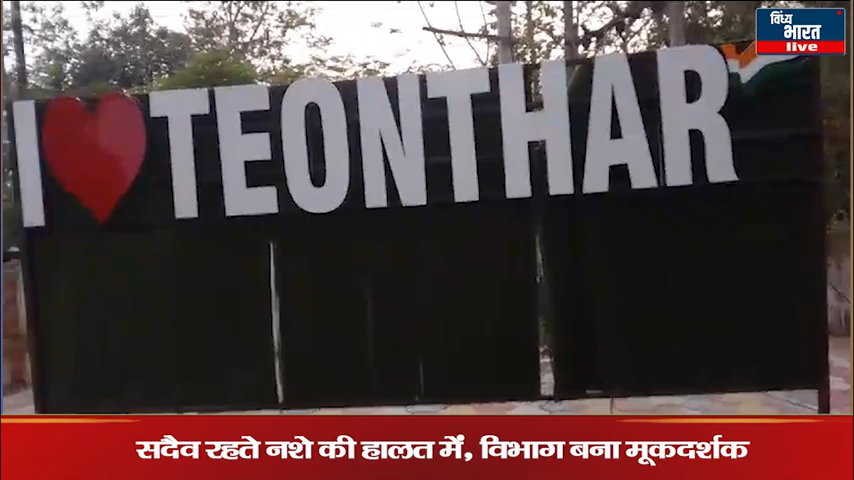 विंध्य
भारत
live
I ❤ TEONTHAR
सदैव रहते नशे की हालत में, विभाग बना मूकदर्शक